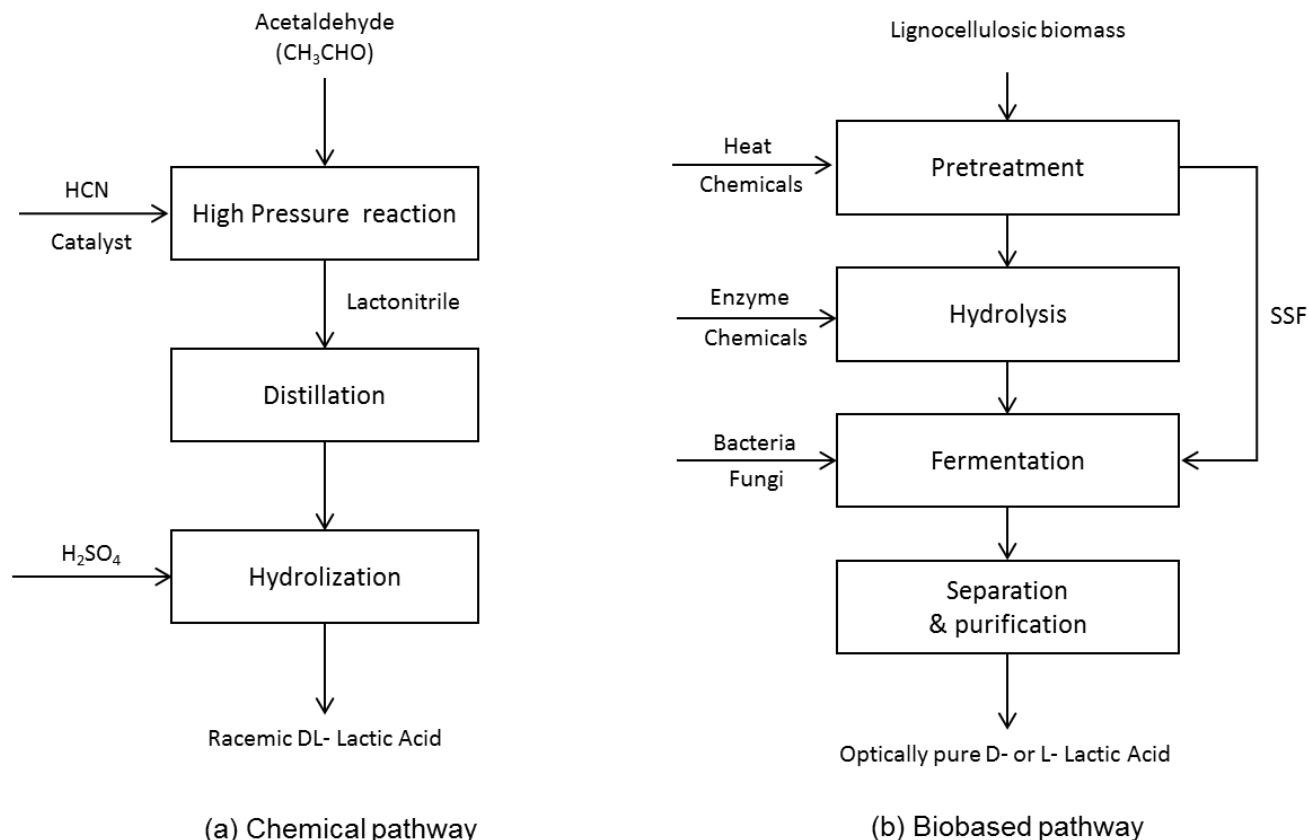 Acetaldehyde
(CH₃CHO)
HCN
Catalyst
High Pressure reaction
Lactonitrile
Distillation
H₂SO₄
Hydrolization
Racemic DL- Lactic Acid
(a) Chemical pathway
Lignocellulosic biomass
Heat
Chemicals
Pretreatment
Enzyme
Chemicals
Hydrolysis
SSF
Bacteria
Fungi
Fermentation
Separation
& purification
Optically pure D- or L- Lactic Acid
(b) Biobased pathway